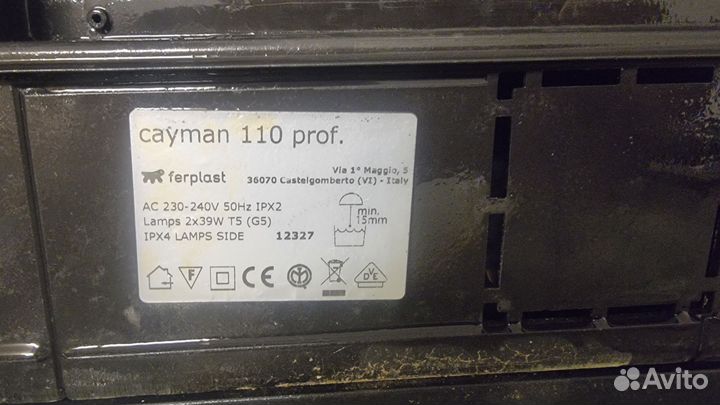 cayman 110 prof.
ferplast
Via 1° Maggio, 5
36070 Castelgomberto (VI) - Italy
AC 230-240V 50Hz IPX2
Lamps 2x39W T5 (G5)
IPX4 LAMPS SIDE 12327
min.
15mm
F
CE
VDE
Avito